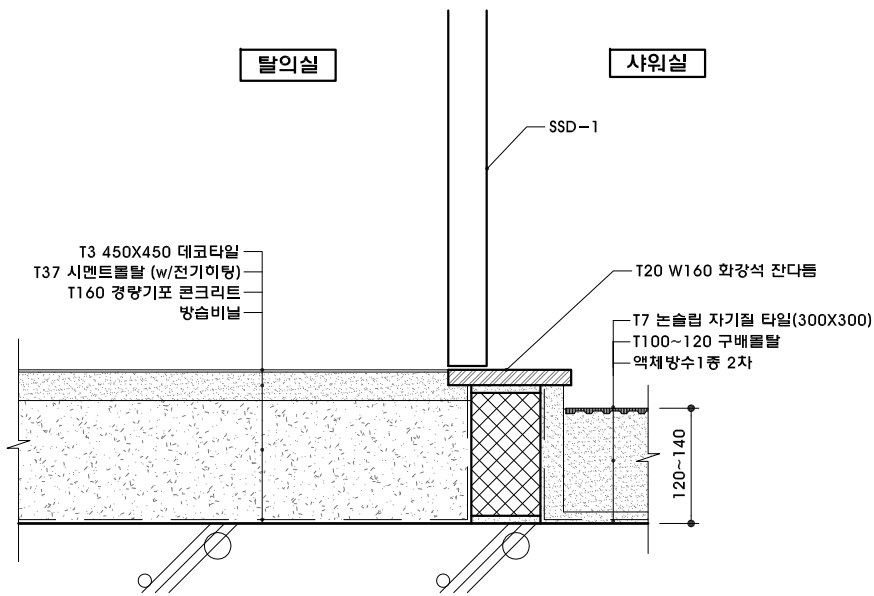 탈의실
샤워실
SSD-1
T3 450X450 데코타일
T37 시멘트몰탈 (w/전기히팅)
T160 경량기포 콘크리트
방습비닐
T20 W160 화강석 잔다듬
T7 논슬립 자기질 타일(300X300)
T100~120 구배몰탈
액체방수1종 2차
120~140